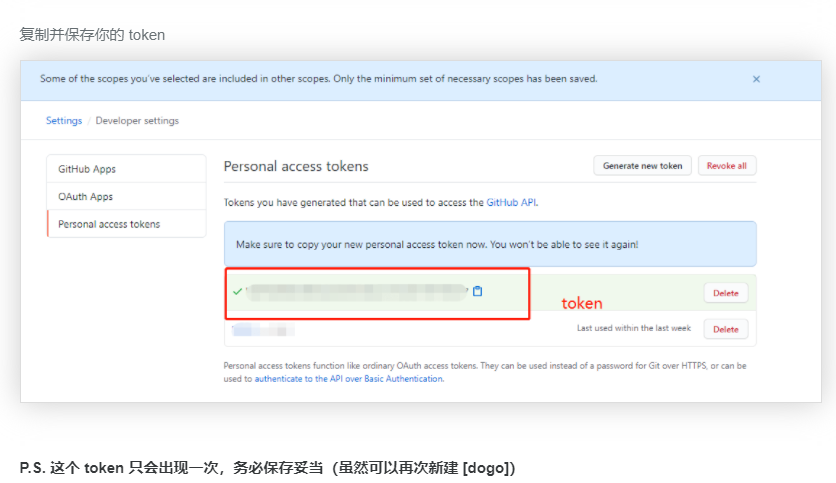 复制并保存你的 token
Some of the scopes you've selected are included in other scopes. Only the minimum set of necessary scopes has been saved.
Settings / Developer settings
GitHub Apps
OAuth Apps
Personal access tokens
Personal access tokens
Generate new token
Revoke all
Tokens you have generated that can be used to access the GitHub API.
Make sure to copy your new personal access token now. You won't be able to see it again!
token
Delete
Last used within the last week
Delete
Personal access tokens function like ordinary OAuth access tokens. They can be used instead of a password for Git over HTTPS, or can be
used to authenticate to the API over Basic Authentication.
P.S. 这个 token 只会出现一次，务必保存妥当（虽然可以再次新建 [dogo]）